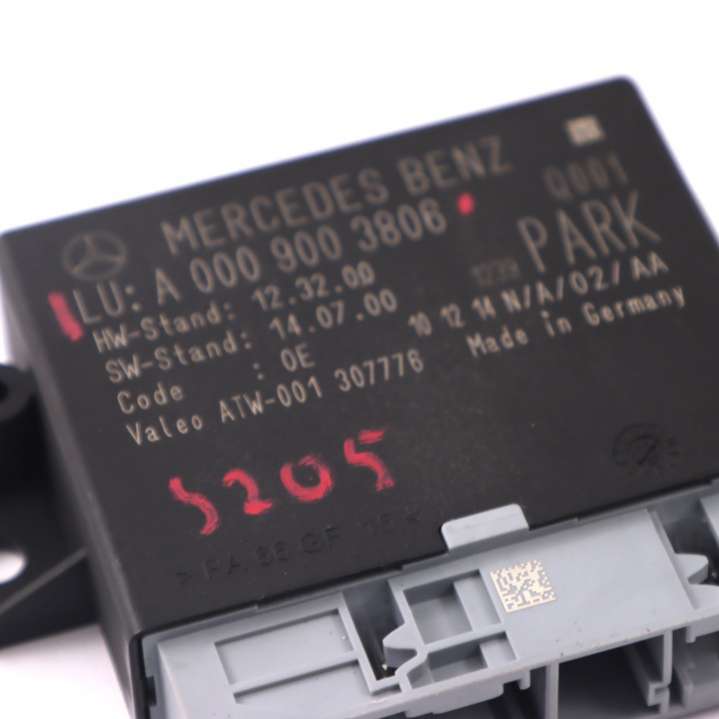 MERCEDES BENZ
LU: A 000 900 3806
Q001
PARK
HW-Stand: 12.32.00
1239
SW-Stand: 14.07.00
10 12 14 N/A/02/AA
Code : 0E
Made in Germany
Valeo ATW-001 307776
S205